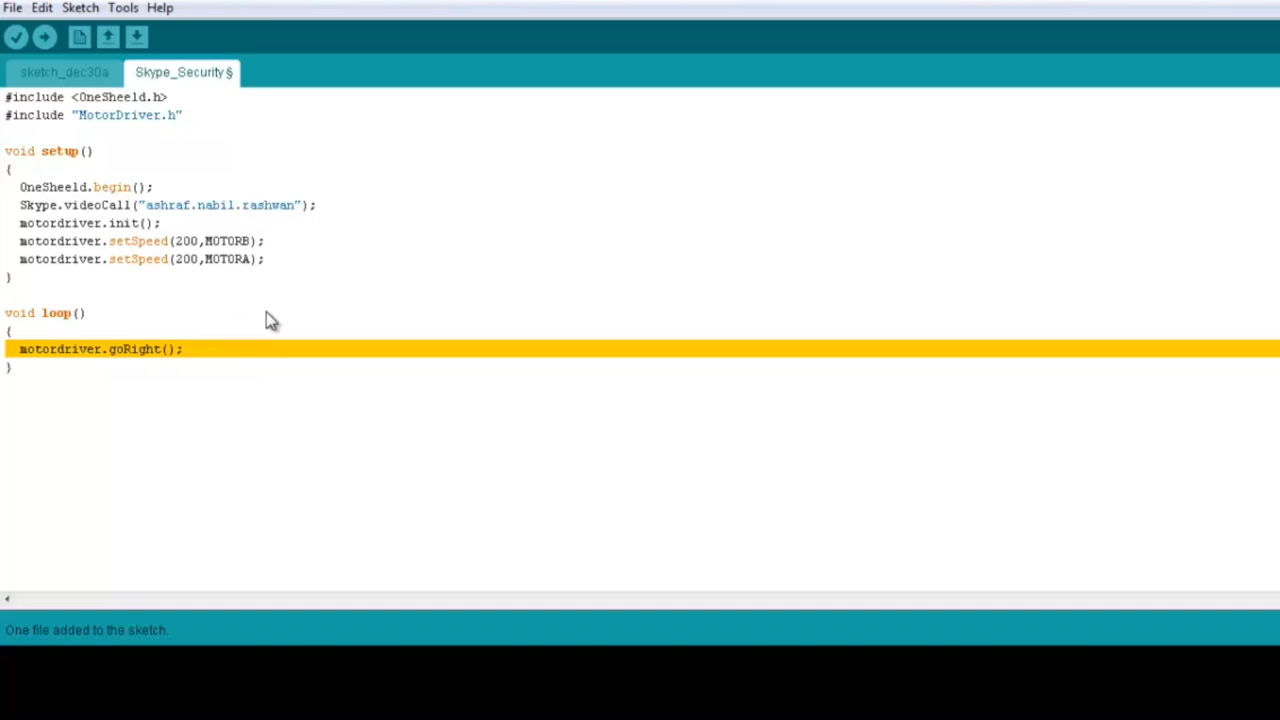 File Edit Sketch Tools Help
sketch_dec30a Skype_Security §
#include <OneSheeld.h>
#include "MotorDriver.h"
void setup()
{
OneSheeld.begin();
Skype.videoCall("ashraf.nabil.rashwan");
motordriver.init();
motordriver.setSpeed(200,MOTORB);
motordriver.setSpeed(200,MOTORA);
}
void loop()
{
motordriver.goRight();
}
One file added to the sketch.